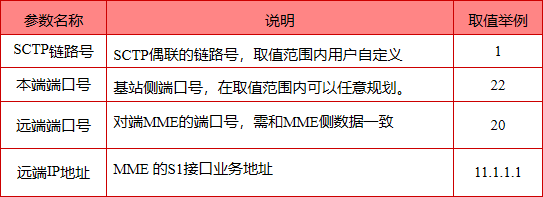 参数名称 说明 取值举例
SCTP链路号 SCTP偶联的链路号，取值范围内用户自定义 1
本端端口号 基站侧端口号，在取值范围内可以任意规划。 22
远端端口号 对端MME的端口号，需和MME侧数据一致 20
远端IP地址 MME 的S1接口业务地址 11.1.1.1